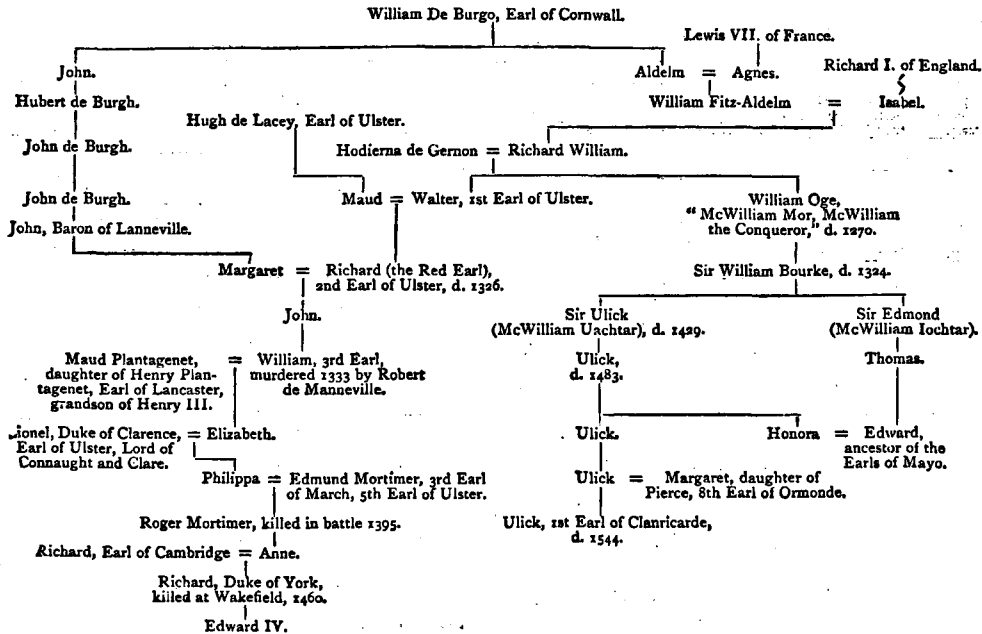 William De Burgo, Earl of Cornwall.
Lewis VII. of France.
John.
Aldelm = Agnes.
Richard I. of England.
Hubert de Burgh.
William Fitz-Aldelm = Isabel.
Hugh de Lacey, Earl of Ulster.
John de Burgh.
Hodierna de Gernon = Richard William.
John de Burgh.
Maud = Walter, 1st Earl of Ulster.
William Oge,
" McWilliam Mor, McWilliam
the Conqueror," d. 1270.
John, Baron of Lanneville.
Margaret = Richard (the Red Earl),
2nd Earl of Ulster, d. 1326.
Sir William Bourke, d. 1324.
John.
Sir Ulick
(McWilliam Uachtar), d. 1429.
Sir Edmond
(McWilliam Iochtar).
Maud Plantagenet,
daughter of Henry Plan-
tagenet, Earl of Lancaster,
grandson of Henry III.
= William, 3rd Earl,
murdered 1333 by Robert
de Manneville.
Ulick,
d. 1483.
Thomas.
Lionel, Duke of Clarence, = Elizabeth.
Earl of Ulster, Lord of
Connaught and Clare.
Ulick.
Honora = Edward,
ancestor of the
Earls of Mayo.
Philippa = Edmund Mortimer, 3rd Earl
of March, 5th Earl of Ulster.
Ulick = Margaret, daughter of
Pierce, 8th Earl of Ormonde.
Roger Mortimer, killed in battle 1395.
Ulick, 1st Earl of Clanricarde,
d. 1544.
Richard, Earl of Cambridge = Anne.
Richard, Duke of York,
killed at Wakefield, 1460.
Edward IV.